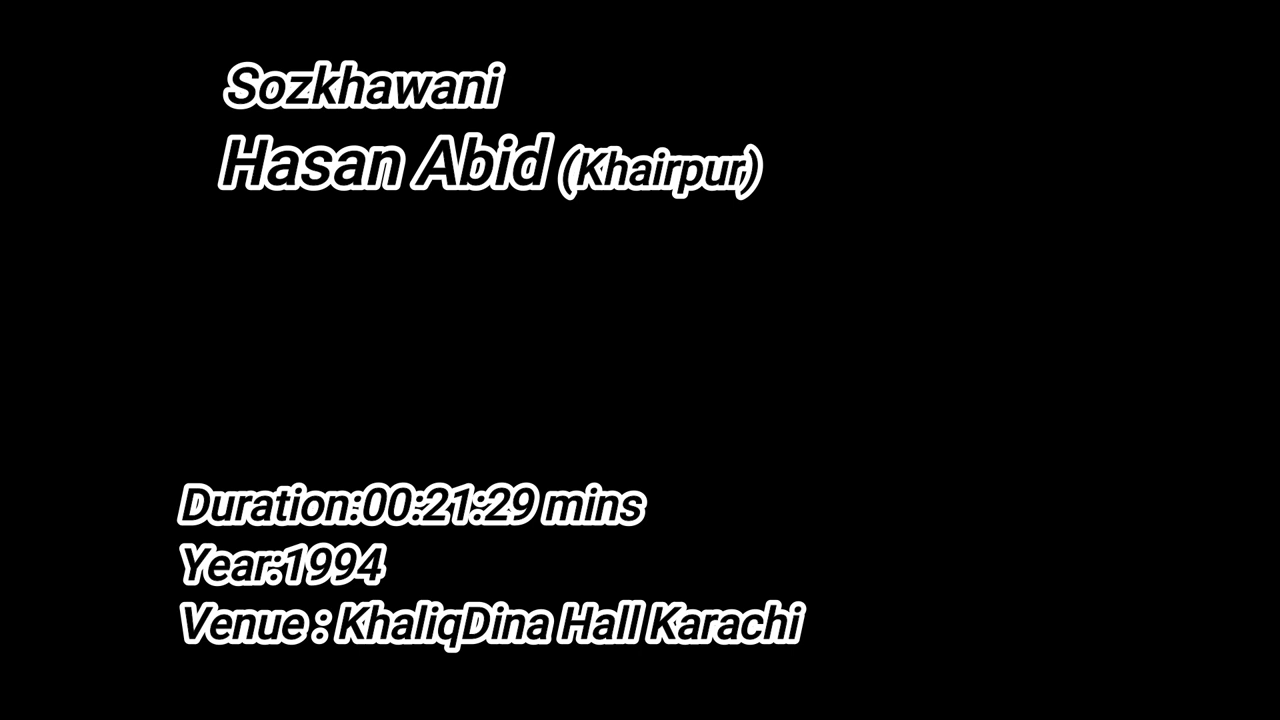 Sozkhawani
Hasan Abid (Khairpur)
Duration:00:21:29 mins
Year:1994
Venue : KhaliqDina Hall Karachi